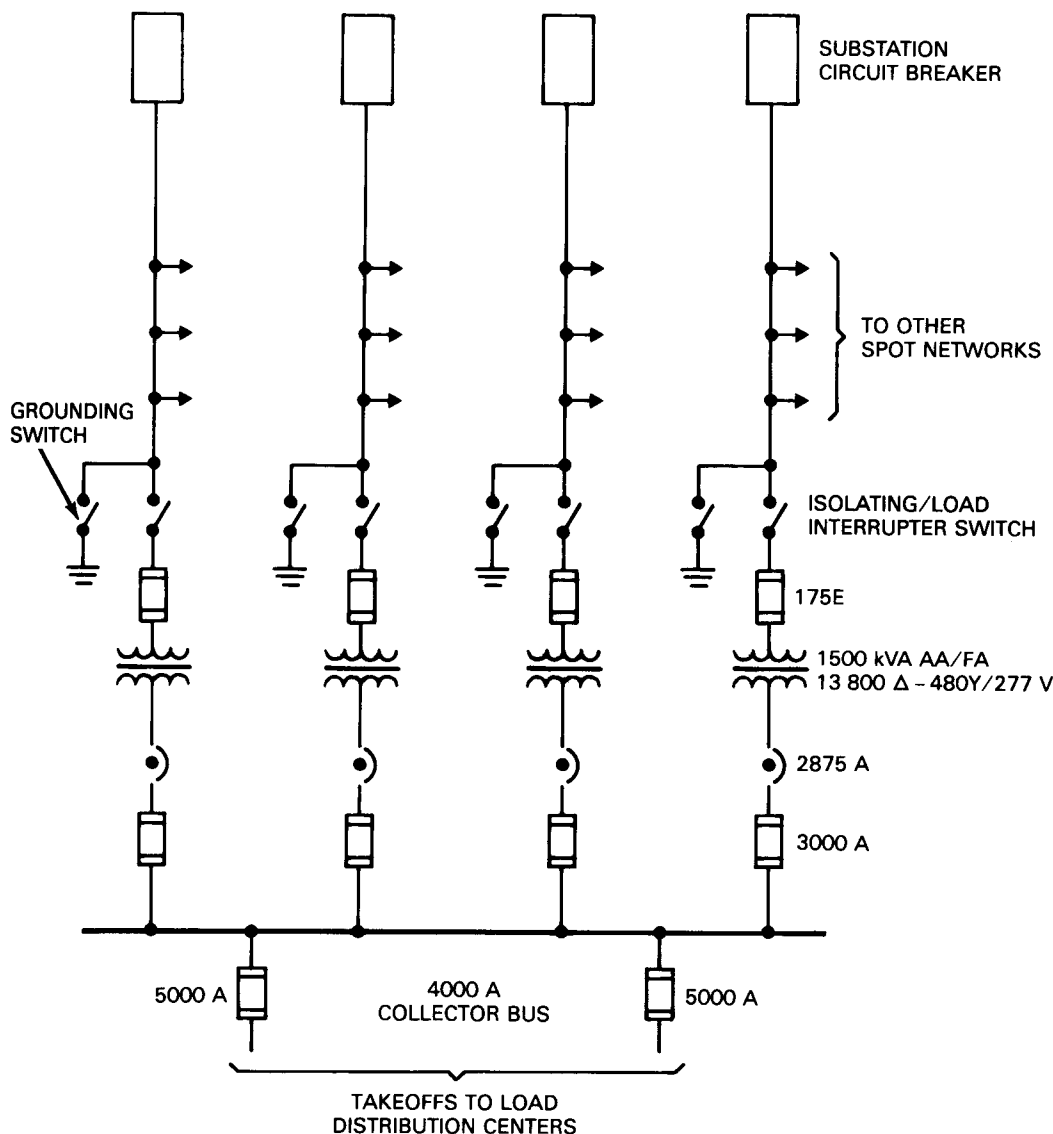 SUBSTATION
CIRCUIT BREAKER
TO OTHER
SPOT NETWORKS
GROUNDING
SWITCH
ISOLATING/LOAD
INTERRUPTER SWITCH
175E
1500 kVA AA/FA
13 800 Δ – 480Y/277 V
2875 A
3000 A
5000 A
4000 A
COLLECTOR BUS
5000 A
TAKEOFFS TO LOAD
DISTRIBUTION CENTERS